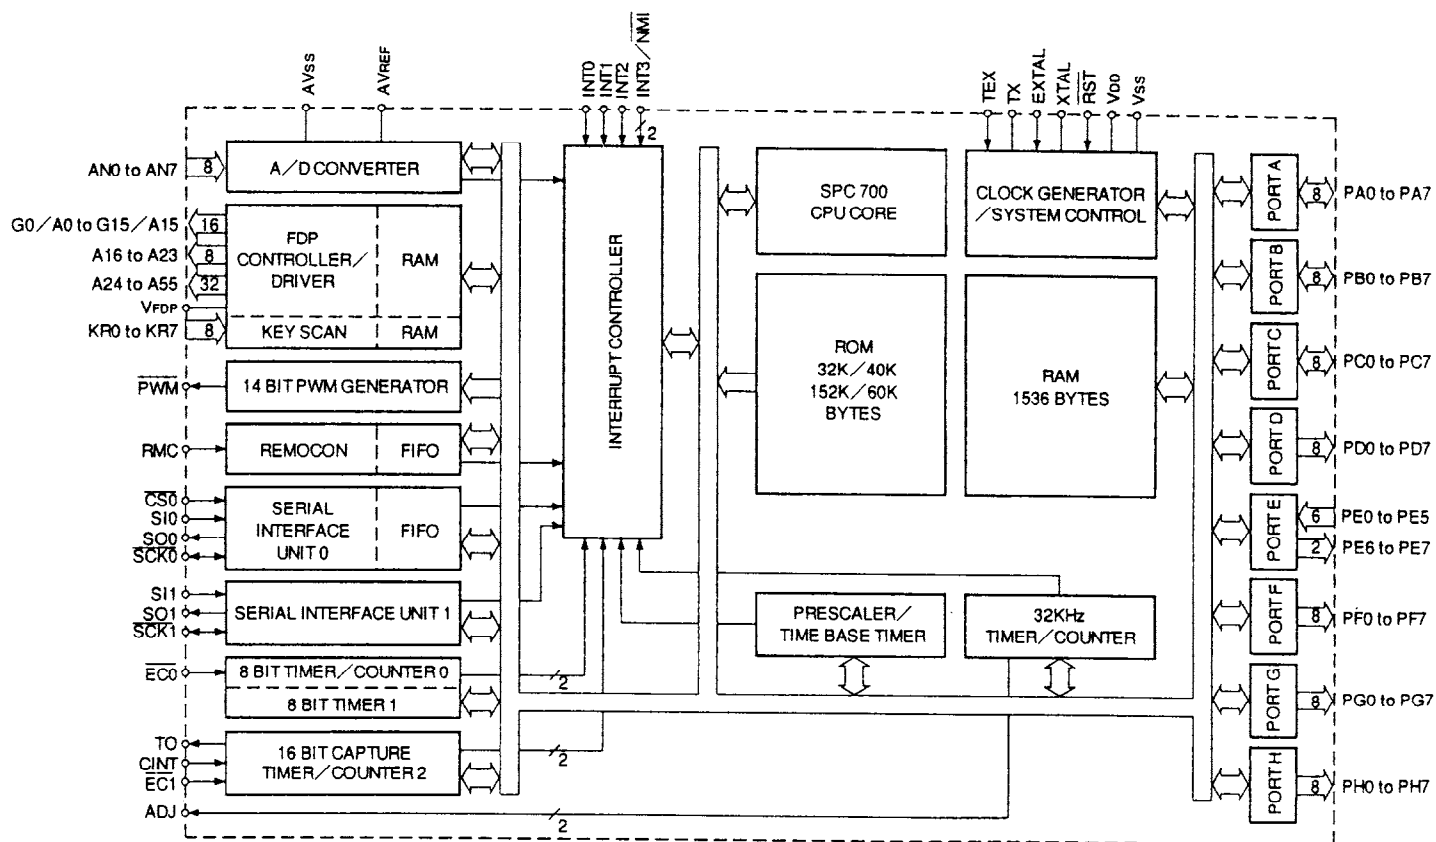 AVss
AVREF
INT0
INT1
INT2
INT3/NMI
2
TEX
TX
EXTAL
XTAL
RST
VDD
Vss
AN0 to AN7
8
A/D CONVERTER
G0/A0 to G15/A15
16
A16 to A23
8
A24 to A55
32
VFDP
KR0 to KR7
8
FDP
CONTROLLER/
DRIVER
RAM
KEY SCAN
RAM
PWM
14 BIT PWM GENERATOR
RMC
REMOCON
FIFO
CS0
SI0
SO0
SCK0
SERIAL
INTERFACE
UNIT 0
FIFO
SI1
SO1
SCK1
SERIAL INTERFACE UNIT 1
EC0
8 BIT TIMER/COUNTER 0
8 BIT TIMER 1
2
TO
CINT
EC1
16 BIT CAPTURE
TIMER/COUNTER 2
2
ADJ
2
INTERRUPT CONTROLLER
SPC 700
CPU CORE
CLOCK GENERATOR
/SYSTEM CONTROL
ROM
32K/40K
152K/60K
BYTES
RAM
1536 BYTES
PRESCALER/
TIME BASE TIMER
32KHz
TIMER/COUNTER
PORT A
8
PA0 to PA7
PORT B
8
PB0 to PB7
PORT C
8
PC0 to PC7
PORT D
8
PD0 to PD7
PORT E
6
PE0 to PE5
2
PE6 to PE7
PORT F
8
PF0 to PF7
PORT G
8
PG0 to PG7
PORT H
8
PH0 to PH7